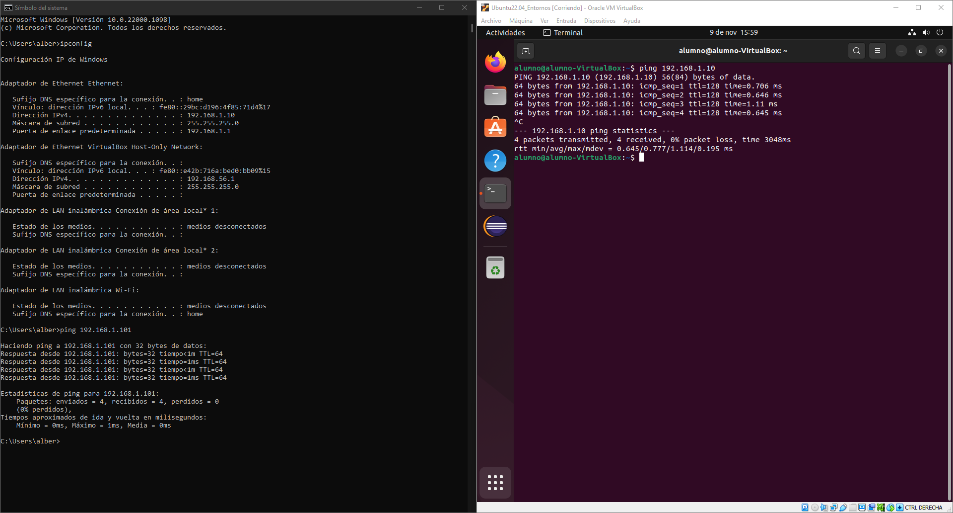 Símbolo del sistema
Microsoft Windows [Versión 10.0.22000.1098]
(c) Microsoft Corporation. Todos los derechos reservados.
C:\Users\alber>ipconfig
Configuración IP de Windows
Adaptador de Ethernet Ethernet:
Sufijo DNS específico para la conexión. . : home
Vínculo: dirección IPv6 local. . . : fe80::29bc:d196:4f85:71d4%17
Dirección IPv4. . . . . . . . . . . . . . : 192.168.1.10
Máscara de subred . . . . . . . . . . . . : 255.255.255.0
Puerta de enlace predeterminada . . . . . : 192.168.1.1
Adaptador de Ethernet VirtualBox Host-Only Network:
Sufijo DNS específico para la conexión. . :
Vínculo: dirección IPv6 local. . . : fe80::e42b:716a:bed0:bb09%15
Dirección IPv4. . . . . . . . . . . . . . : 192.168.56.1
Máscara de subred . . . . . . . . . . . . : 255.255.255.0
Puerta de enlace predeterminada . . . . . :
Adaptador de LAN inalámbrica Conexión de área local* 1:
Estado de los medios. . . . . . . . . . . : medios desconectados
Sufijo DNS específico para la conexión. . :
Adaptador de LAN inalámbrica Conexión de área local* 2:
Estado de los medios. . . . . . . . . . . : medios desconectados
Sufijo DNS específico para la conexión. . :
Adaptador de LAN inalámbrica Wi-Fi:
Estado de los medios. . . . . . . . . . . : medios desconectados
Sufijo DNS específico para la conexión. . : home
C:\Users\alber>ping 192.168.1.101
Haciendo ping a 192.168.1.101 con 32 bytes de datos:
Respuesta desde 192.168.1.101: bytes=32 tiempo<1m TTL=64
Respuesta desde 192.168.1.101: bytes=32 tiempo=1ms TTL=64
Respuesta desde 192.168.1.101: bytes=32 tiempo<1m TTL=64
Respuesta desde 192.168.1.101: bytes=32 tiempo=1ms TTL=64
Estadísticas de ping para 192.168.1.101:
Paquetes: enviados = 4, recibidos = 4, perdidos = 0
(0% perdidos),
Tiempos aproximados de ida y vuelta en milisegundos:
Mínimo = 0ms, Máximo = 1ms, Media = 0ms
C:\Users\alber>
Ubuntu22.04_Entornos [Corriendo] - Oracle VM VirtualBox
Archivo Máquina Ver Entrada Dispositivos Ayuda
Actividades Terminal 9 de nov 15:59
alumno@alumno-VirtualBox: ~
alumno@alumno-VirtualBox:~$ ping 192.168.1.10
PING 192.168.1.10 (192.168.1.10) 56(84) bytes of data.
64 bytes from 192.168.1.10: icmp_seq=1 ttl=128 time=0.706 ms
64 bytes from 192.168.1.10: icmp_seq=2 ttl=128 time=0.646 ms
64 bytes from 192.168.1.10: icmp_seq=3 ttl=128 time=1.11 ms
64 bytes from 192.168.1.10: icmp_seq=4 ttl=128 time=0.645 ms
^C
--- 192.168.1.10 ping statistics ---
4 packets transmitted, 4 received, 0% packet loss, time 3048ms
rtt min/avg/max/mdev = 0.645/0.777/1.114/0.195 ms
alumno@alumno-VirtualBox:~$
CTRL DERECHA